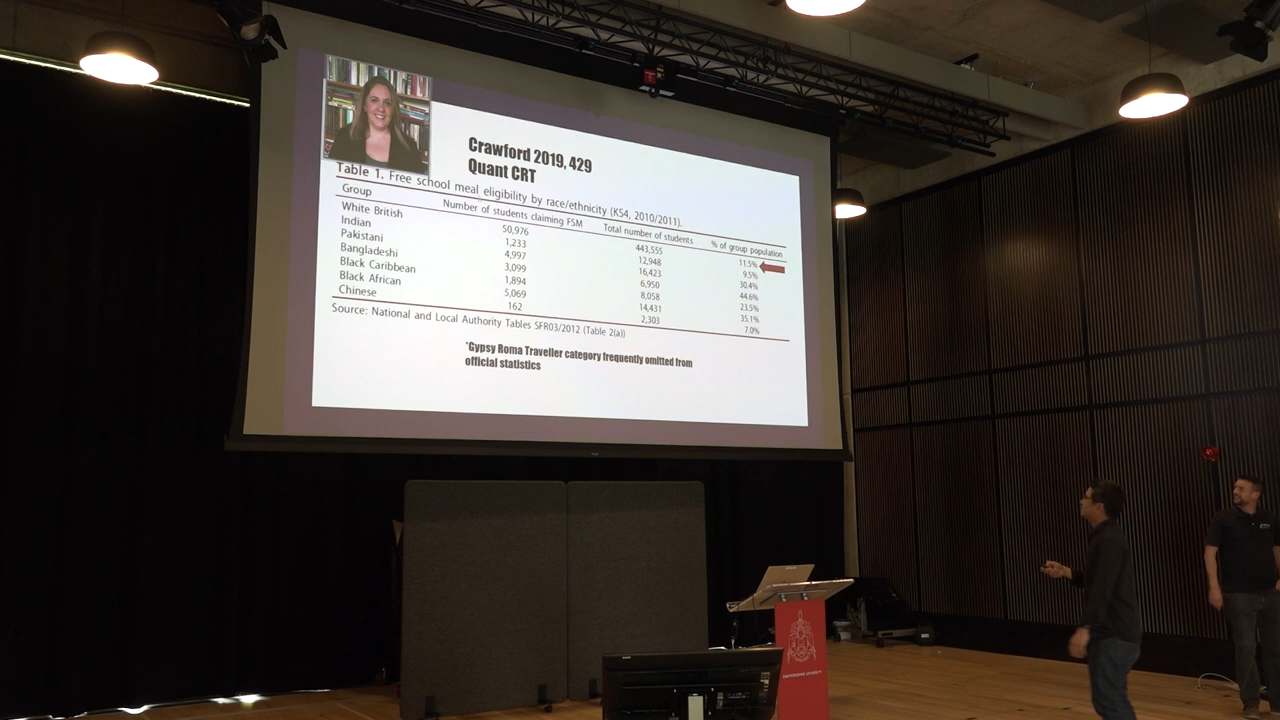 Crawford 2019, 429
Quant CRT
Table 1. Free school meal eligibility by race/ethnicity (KS4, 2010/2011).
Group Number of students claiming FSM Total number of students % of group population
White British 50,976 443,555 11.5%
Indian 1,233 12,948 9.5%
Pakistani 4,997 16,423 30.4%
Bangladeshi 3,099 6,950 44.6%
Black Caribbean 1,894 8,058 23.5%
Black African 5,069 14,431 35.1%
Chinese 162 2,303 7.0%
Source: National and Local Authority Tables SFR03/2012 (Table 2(a))
*Gypsy Roma Traveller category frequently omitted from
official statistics